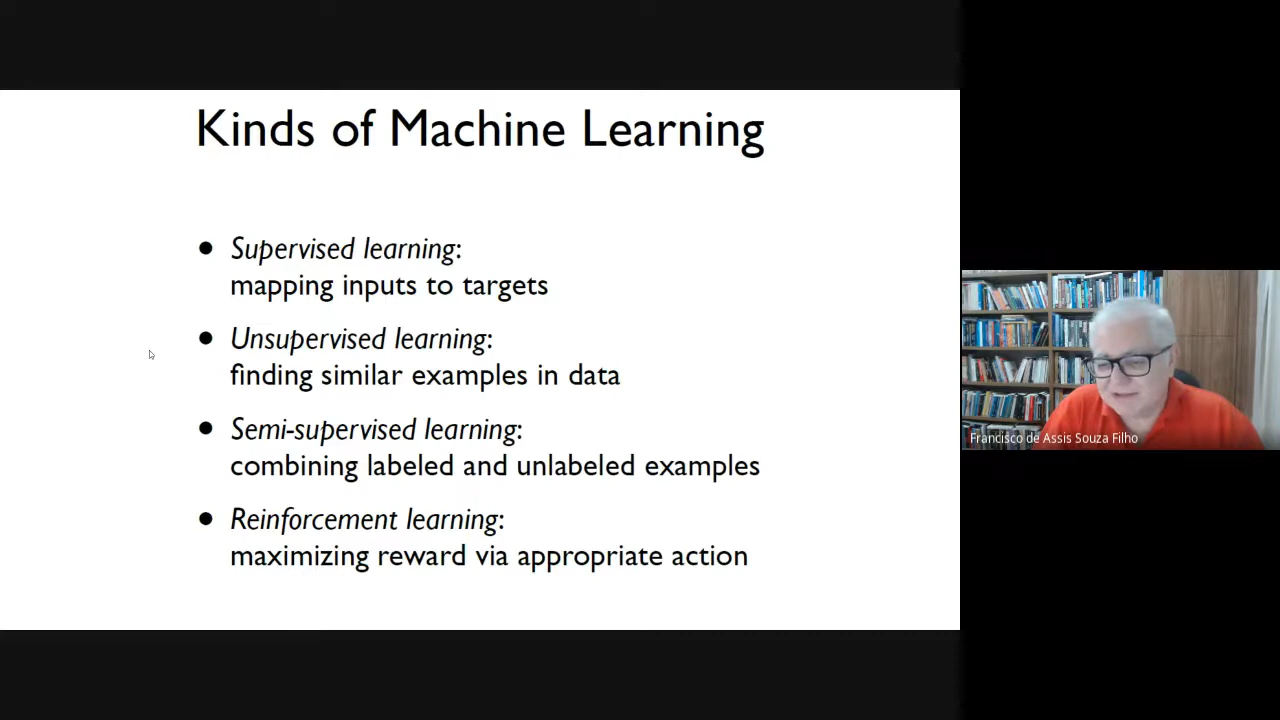 Kinds of Machine Learning
• Supervised learning:
mapping inputs to targets
• Unsupervised learning:
finding similar examples in data
• Semi-supervised learning:
combining labeled and unlabeled examples
• Reinforcement learning:
maximizing reward via appropriate action
Francisco de Assis Souza Filho